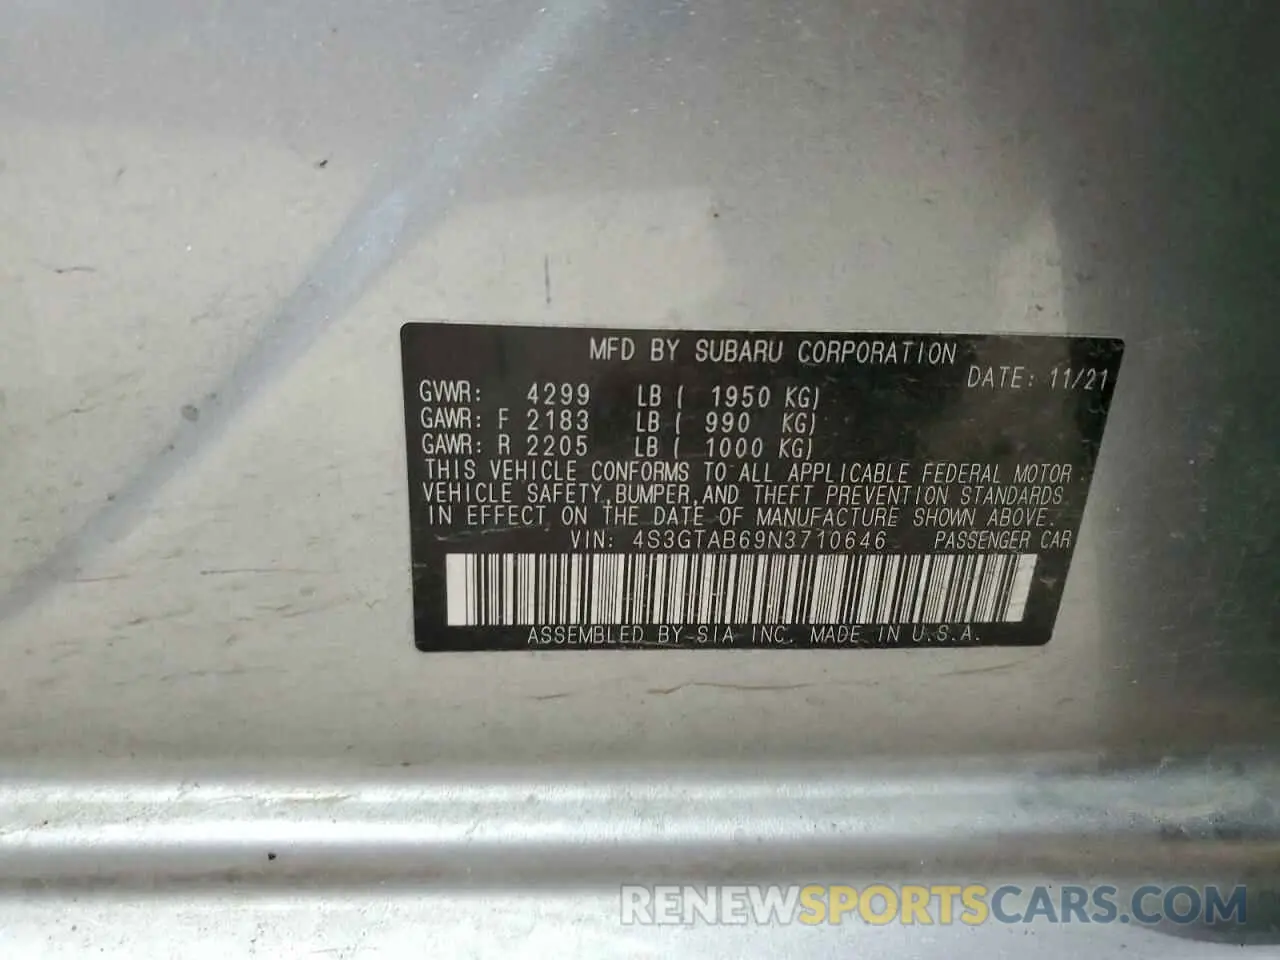 MFD BY SUBARU CORPORATION
DATE: 11/21
GVWR: 4299 LB ( 1950 KG)
GAWR: F 2183 LB ( 990 KG)
GAWR: R 2205 LB ( 1000 KG)
THIS VEHICLE CONFORMS TO ALL APPLICABLE FEDERAL MOTOR
VEHICLE SAFETY, BUMPER, AND THEFT PREVENTION STANDARDS
IN EFFECT ON THE DATE OF MANUFACTURE SHOWN ABOVE.
VIN: 4S3GTAB69N3710646 PASSENGER CAR
ASSEMBLED BY SIA INC. MADE IN U.S.A.
RENEWSPORTSCARS.COM